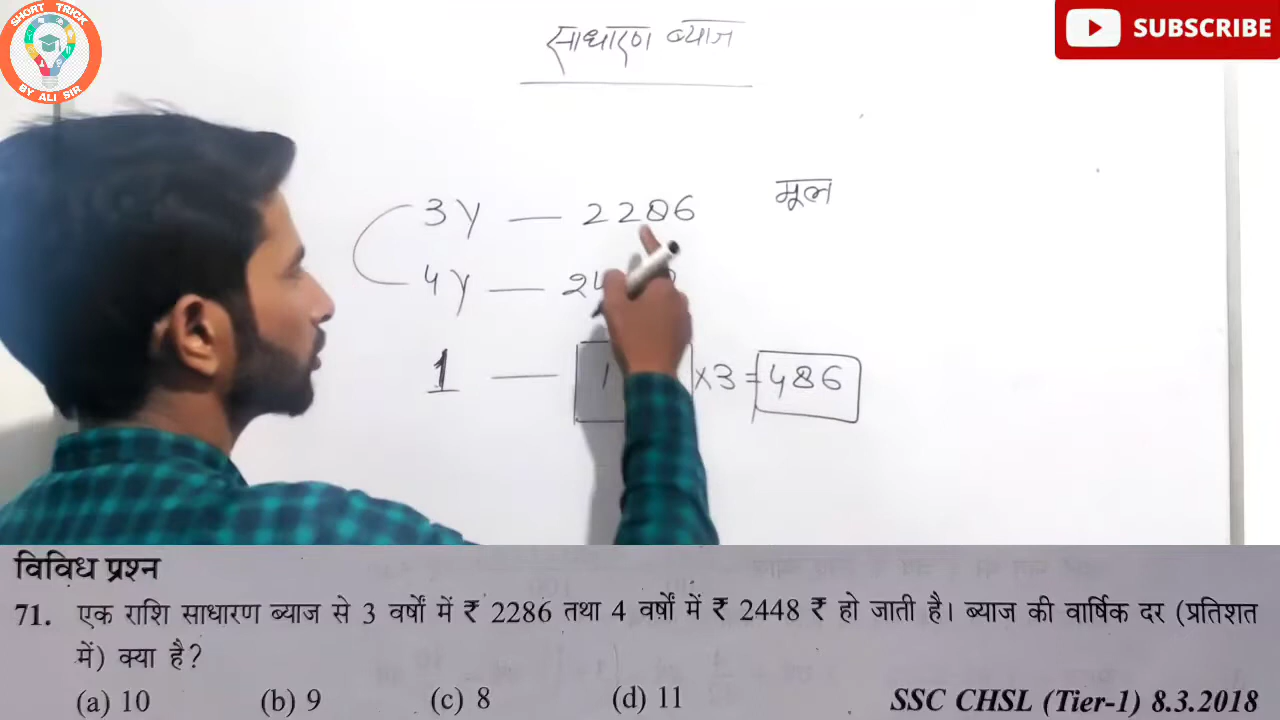 SHORT TRICK
BY ALI SIR
SUBSCRIBE
साधारण ब्याज
3Y — 2286
मूल
4Y —
1 —
×3 = 486
विविध प्रश्न
71. एक राशि साधारण ब्याज से 3 वर्षों में ₹ 2286 तथा 4 वर्षों में ₹ 2448 ₹ हो जाती है। ब्याज की वार्षिक दर (प्रतिशत
में) क्या है?
(a) 10 (b) 9 (c) 8 (d) 11 SSC CHSL (Tier-1) 8.3.2018